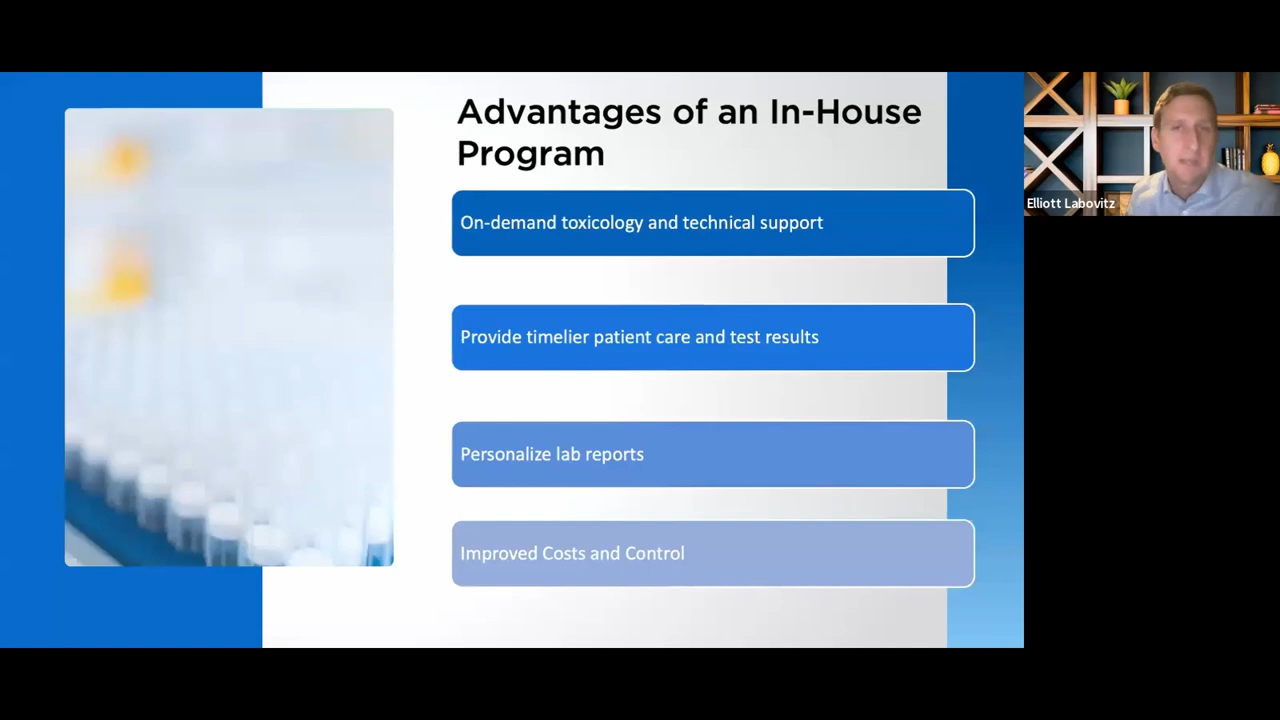 Advantages of an In-House
Program
On-demand toxicology and technical support
Provide timelier patient care and test results
Personalize lab reports
Improved Costs and Control
Elliott Labovitz